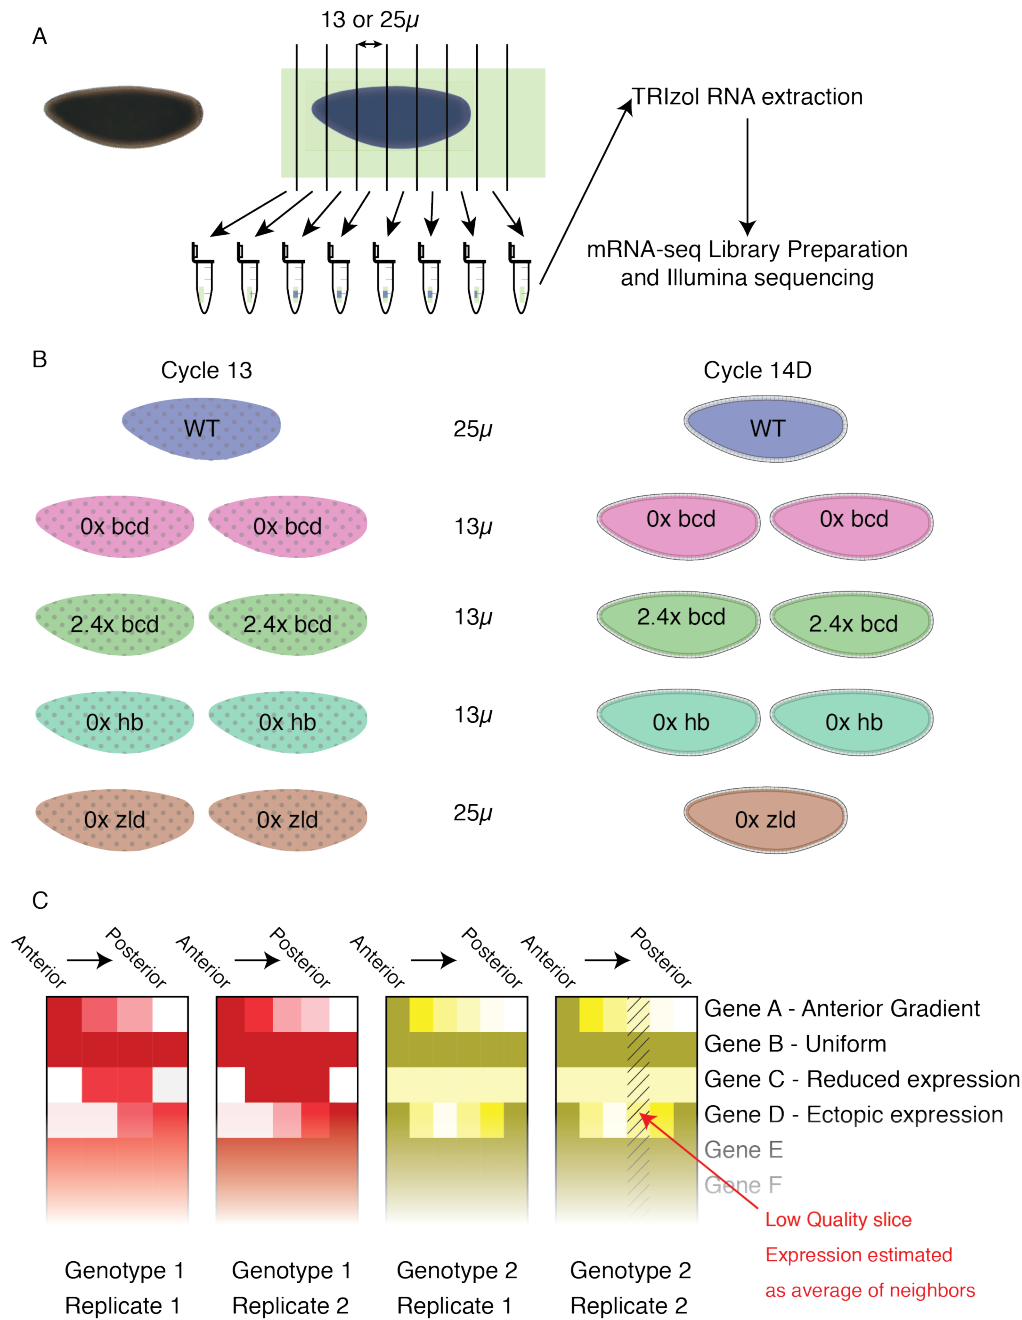 A
13 or 25µ
TRIzol RNA extraction
mRNA-seq Library Preparation
and Illumina sequencing
B
Cycle 13
Cycle 14D
WT
25µ
WT
0x bcd
0x bcd
13µ
0x bcd
0x bcd
2.4x bcd
2.4x bcd
13µ
2.4x bcd
2.4x bcd
0x hb
0x hb
13µ
0x hb
0x hb
0x zld
0x zld
25µ
0x zld
C
Anterior
Posterior
Anterior
Posterior
Anterior
Posterior
Anterior
Posterior
Gene A - Anterior Gradient
Gene B - Uniform
Gene C - Reduced expression
Gene D - Ectopic expression
Gene E
Gene F
Low Quality slice
Expression estimated
as average of neighbors
Genotype 1
Replicate 1
Genotype 1
Replicate 2
Genotype 2
Replicate 1
Genotype 2
Replicate 2